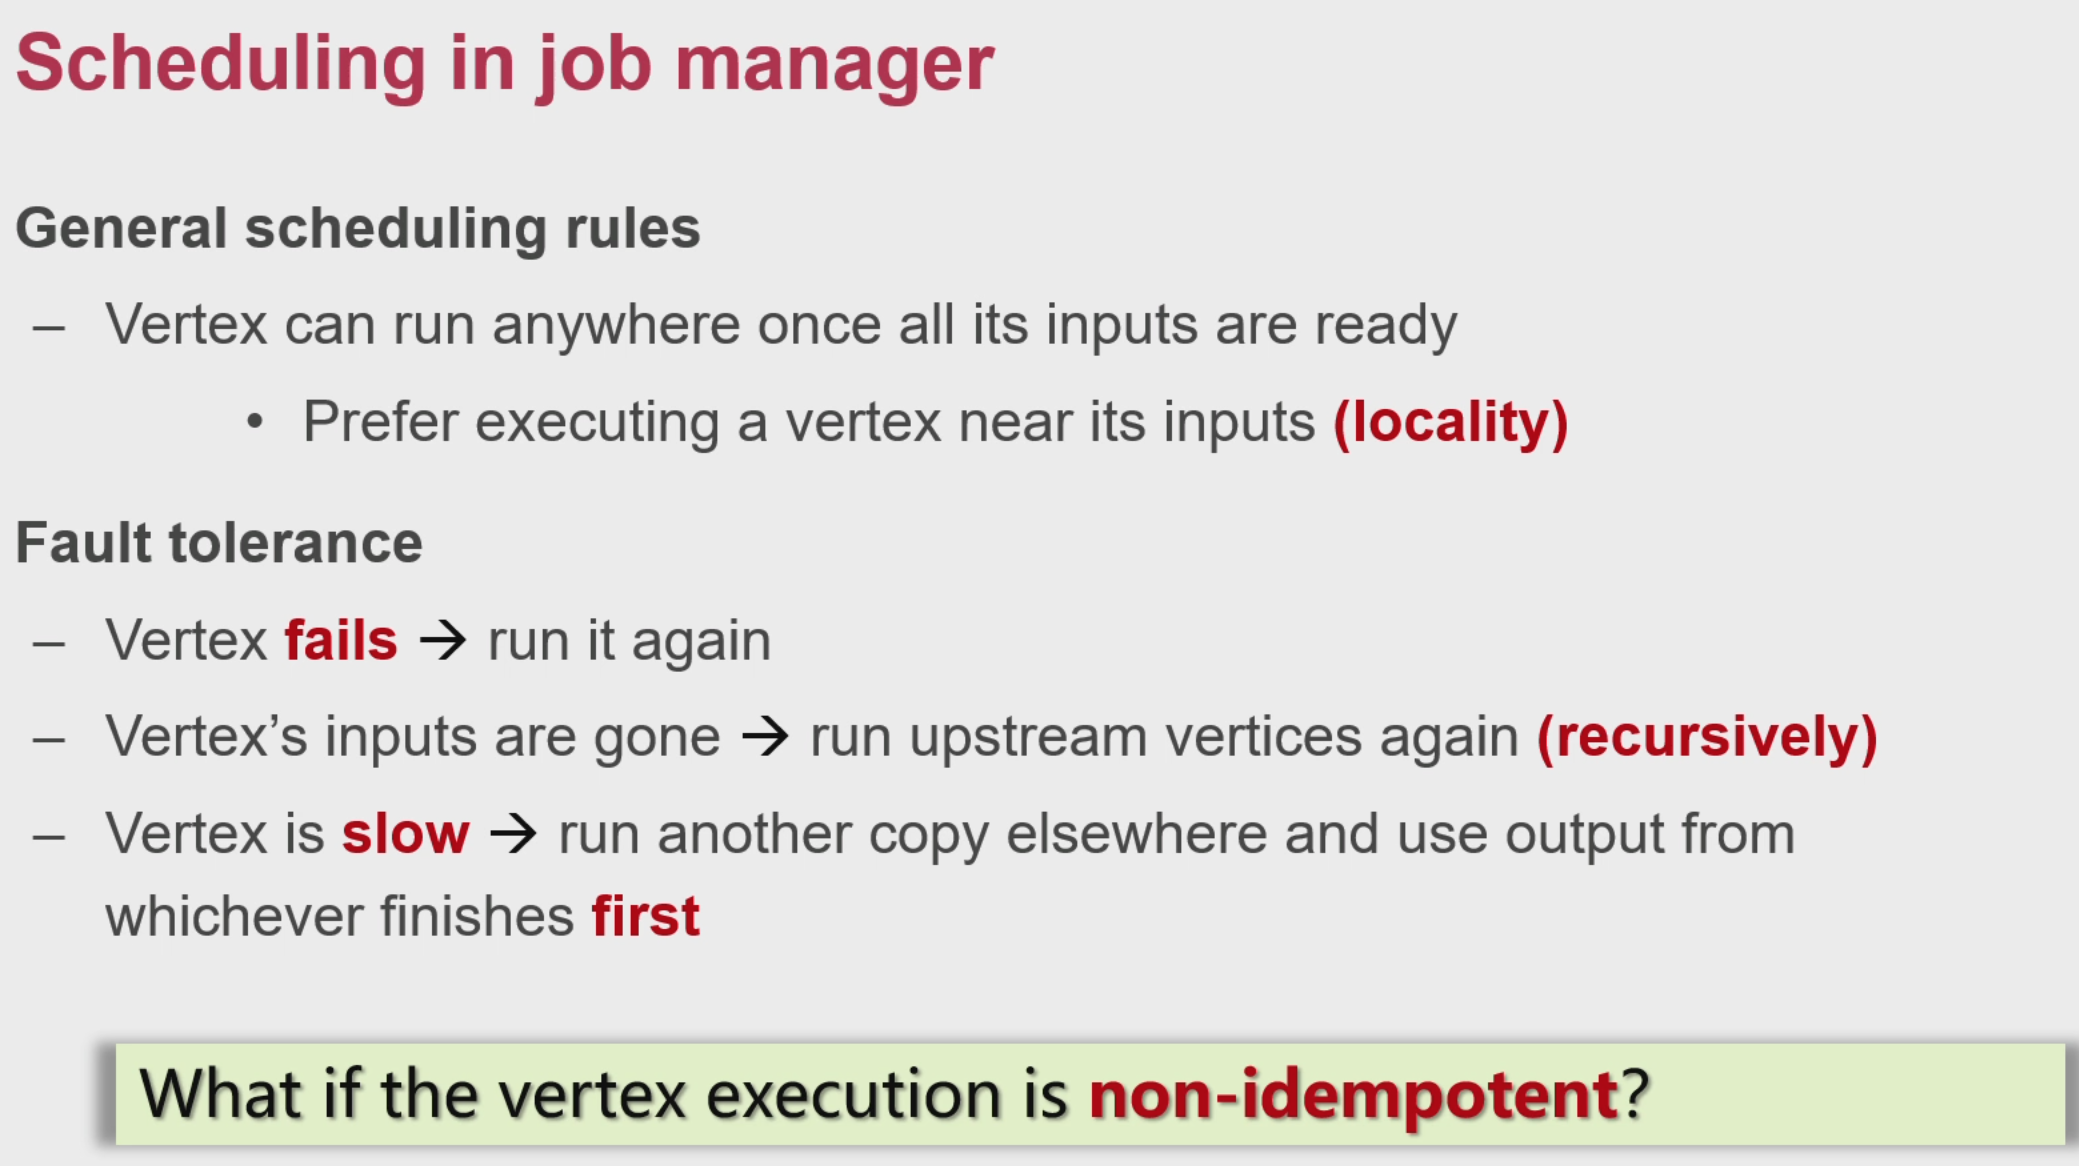 Scheduling in job manager
General scheduling rules
– Vertex can run anywhere once all its inputs are ready
• Prefer executing a vertex near its inputs (locality)
Fault tolerance
– Vertex fails → run it again
– Vertex’s inputs are gone → run upstream vertices again (recursively)
– Vertex is slow → run another copy elsewhere and use output from
whichever finishes first
What if the vertex execution is non-idempotent?